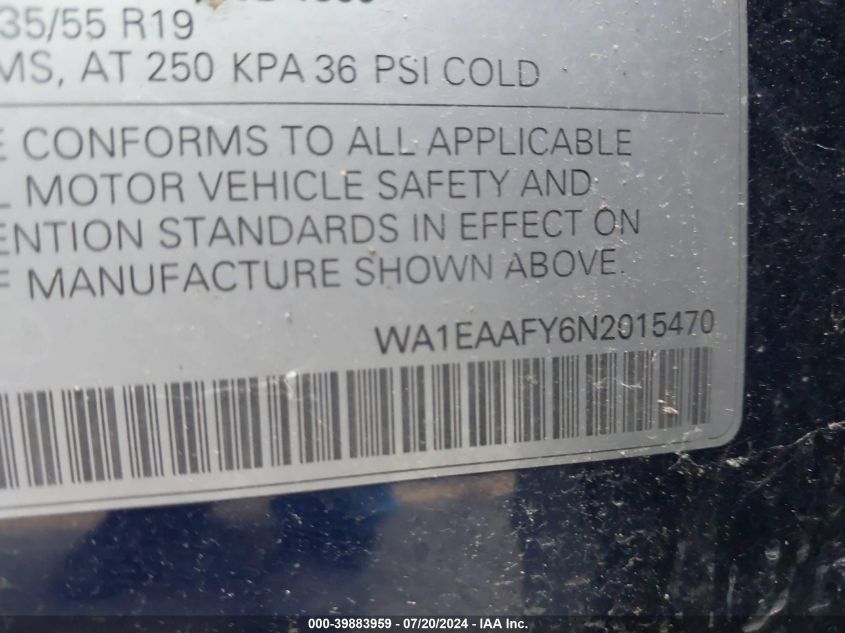 35/55 R19
MS, AT 250 KPA 36 PSI COLD
E CONFORMS TO ALL APPLICABLE
L MOTOR VEHICLE SAFETY AND
ENTION STANDARDS IN EFFECT ON
F MANUFACTURE SHOWN ABOVE.
WA1EAAFY6N2015470
000-39883959 - 07/20/2024 - IAA Inc.